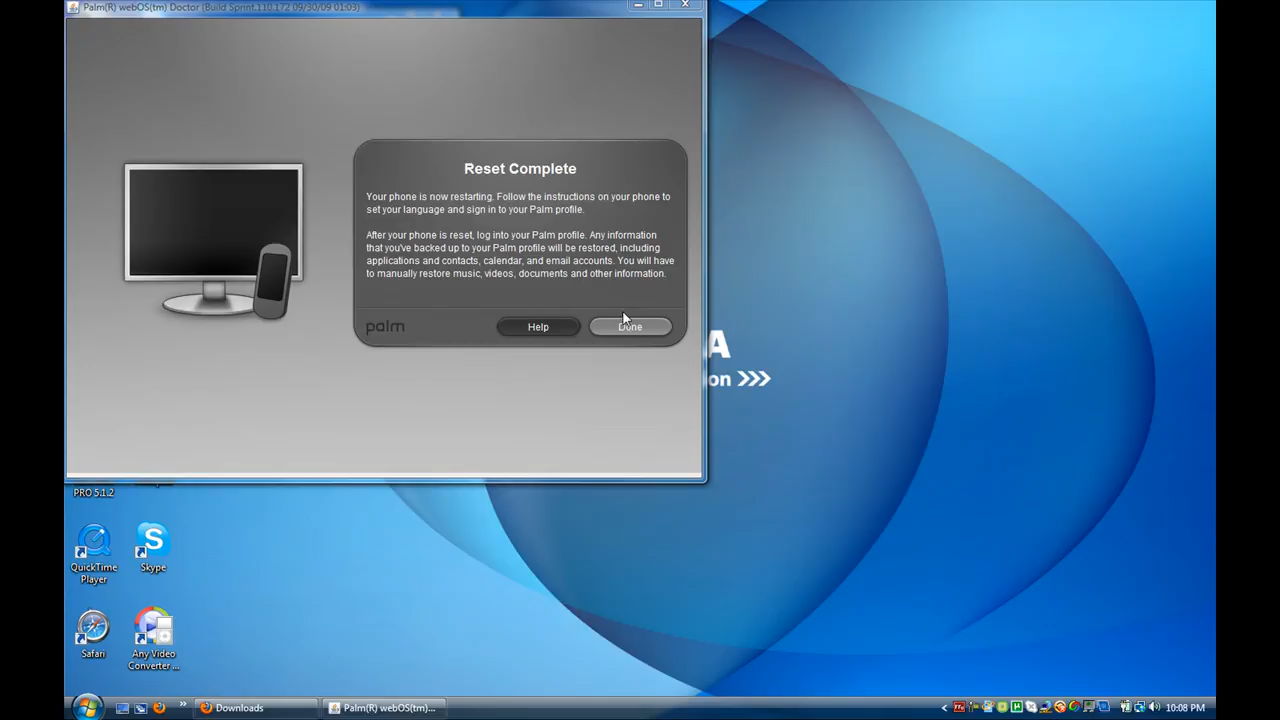 Palm(R) webOS(tm) Doctor (Build Sprint.110.172 09/30/09 01:03)
Reset Complete
Your phone is now restarting. Follow the instructions on your phone to
set your language and sign in to your Palm profile.
After your phone is reset, log into your Palm profile. Any information
that you've backed up to your Palm profile will be restored, including
applications and contacts, calendar, and email accounts. You will have
to manually restore music, videos, documents and other information.
palm
Help
Done
A
on >>>
PRO 5.1.2
QuickTime
Player
Skype
Safari
Any Video
Converter ...
Downloads
Palm(R) webOS(tm)...
10:08 PM